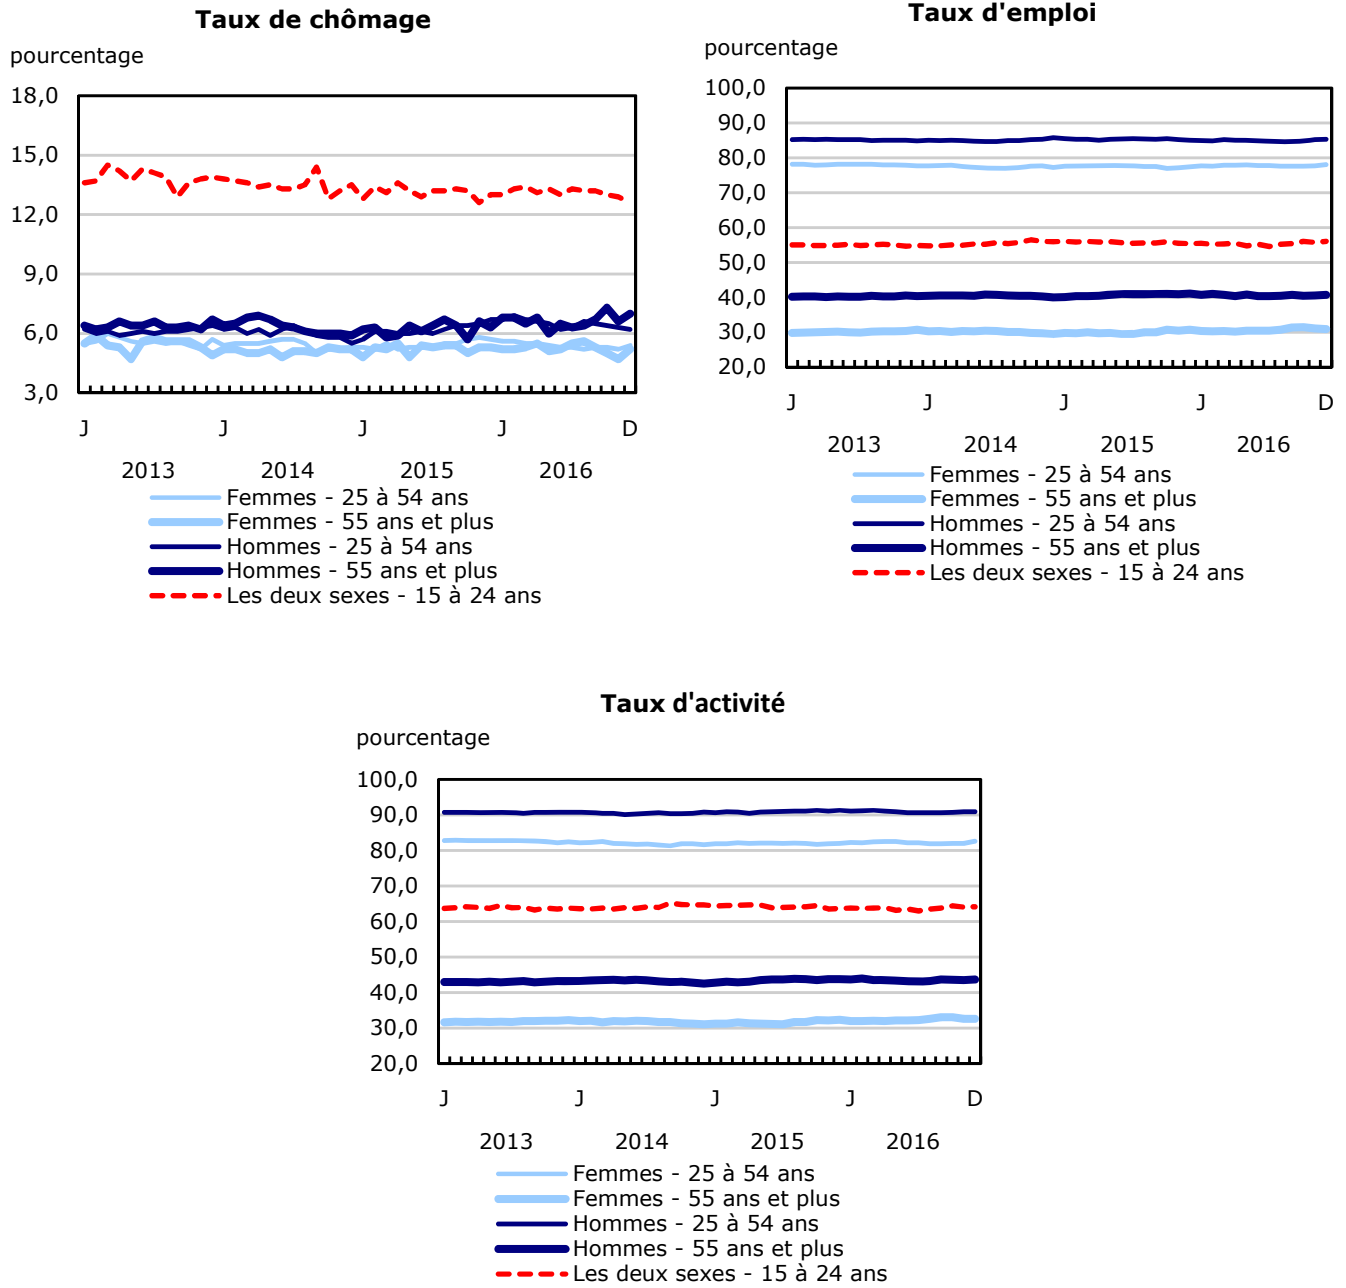 Taux de chômage
pourcentage
18,0
15,0
12,0
9,0
6,0
3,0
J J J J D
2013 2014 2015 2016
Femmes - 25 à 54 ans
Femmes - 55 ans et plus
Hommes - 25 à 54 ans
Hommes - 55 ans et plus
Les deux sexes - 15 à 24 ans
Taux d'emploi
pourcentage
100,0
90,0
80,0
70,0
60,0
50,0
40,0
30,0
20,0
J J J J D
2013 2014 2015 2016
Femmes - 25 à 54 ans
Femmes - 55 ans et plus
Hommes - 25 à 54 ans
Hommes - 55 ans et plus
Les deux sexes - 15 à 24 ans
Taux d'activité
pourcentage
100,0
90,0
80,0
70,0
60,0
50,0
40,0
30,0
20,0
J J J J D
2013 2014 2015 2016
Femmes - 25 à 54 ans
Femmes - 55 ans et plus
Hommes - 25 à 54 ans
Hommes - 55 ans et plus
Les deux sexes - 15 à 24 ans